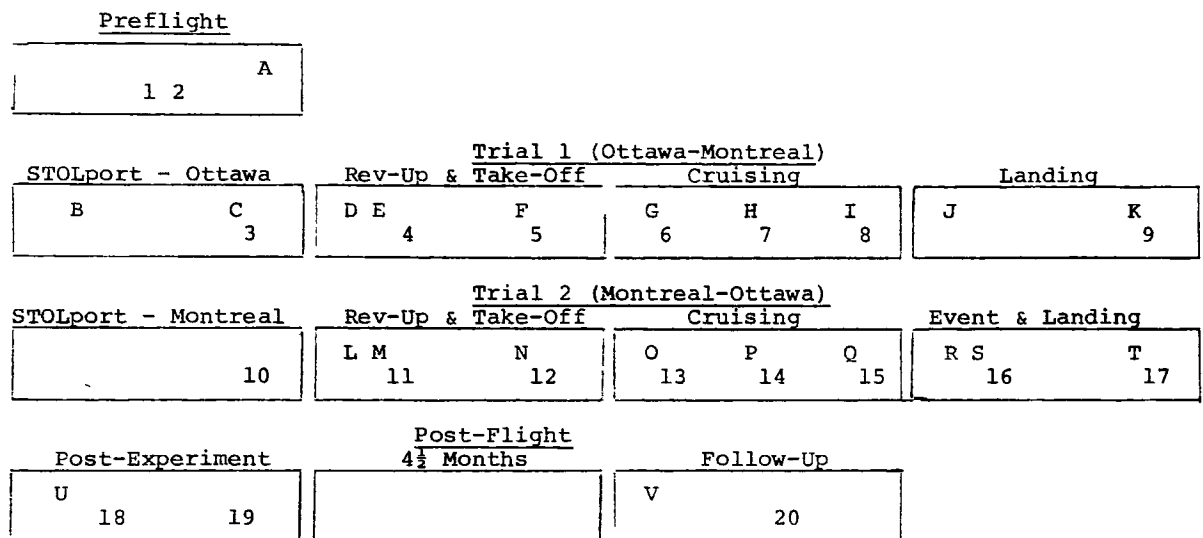 Preflight
A
1 2
Trial 1 (Ottawa-Montreal)
STOLport - Ottawa Rev-Up & Take-Off Cruising Landing
B C D E F G H I J K
3 4 5 6 7 8 9
Trial 2 (Montreal-Ottawa)
STOLport - Montreal Rev-Up & Take-Off Cruising Event & Landing
L M N O P Q R S T
10 11 12 13 14 15 16 17
Post-Flight
Post-Experiment 4½ Months Follow-Up
U V
18 19 20